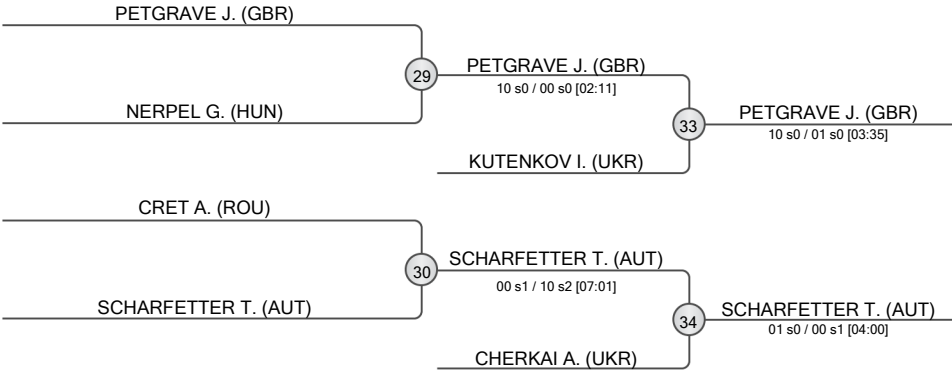 PETGRAVE J. (GBR)
29
PETGRAVE J. (GBR)
10 s0 / 00 s0 [02:11]
NERPEL G. (HUN)
33
PETGRAVE J. (GBR)
10 s0 / 01 s0 [03:35]
KUTENKOV I. (UKR)
CRET A. (ROU)
30
SCHARFETTER T. (AUT)
00 s1 / 10 s2 [07:01]
SCHARFETTER T. (AUT)
34
SCHARFETTER T. (AUT)
01 s0 / 00 s1 [04:00]
CHERKAI A. (UKR)